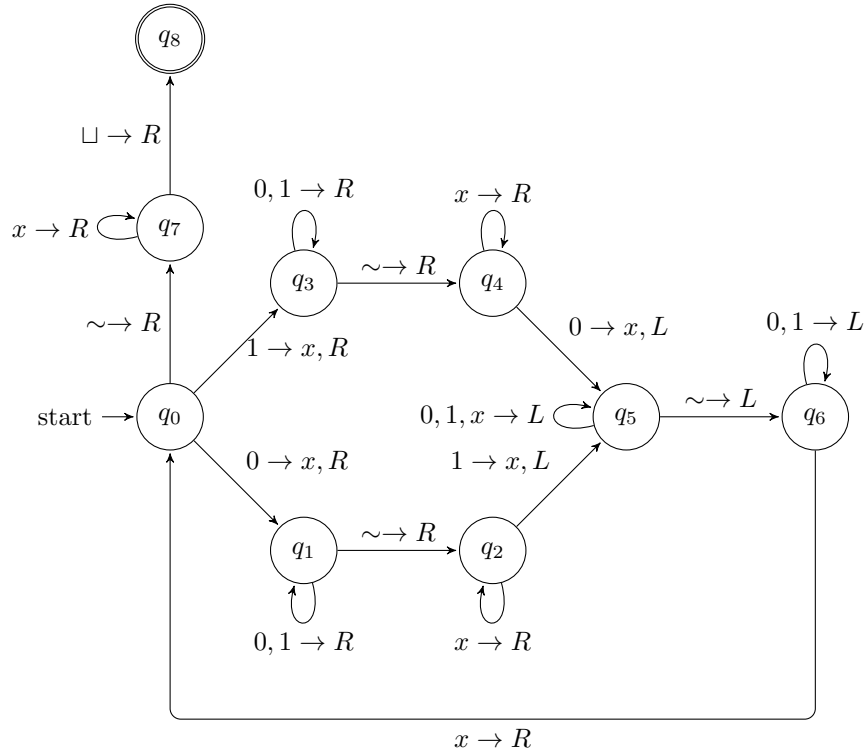 q8
⊔ → R
0, 1 → R
x → R
x → R
q7
q3
∼→ R
q4
∼→ R
1 → x, R
0 → x, L
0, 1 → L
start
q0
0, 1, x → L
q5
∼→ L
q6
0 → x, R
1 → x, L
q1
∼→ R
q2
0, 1 → R
x → R
x → R